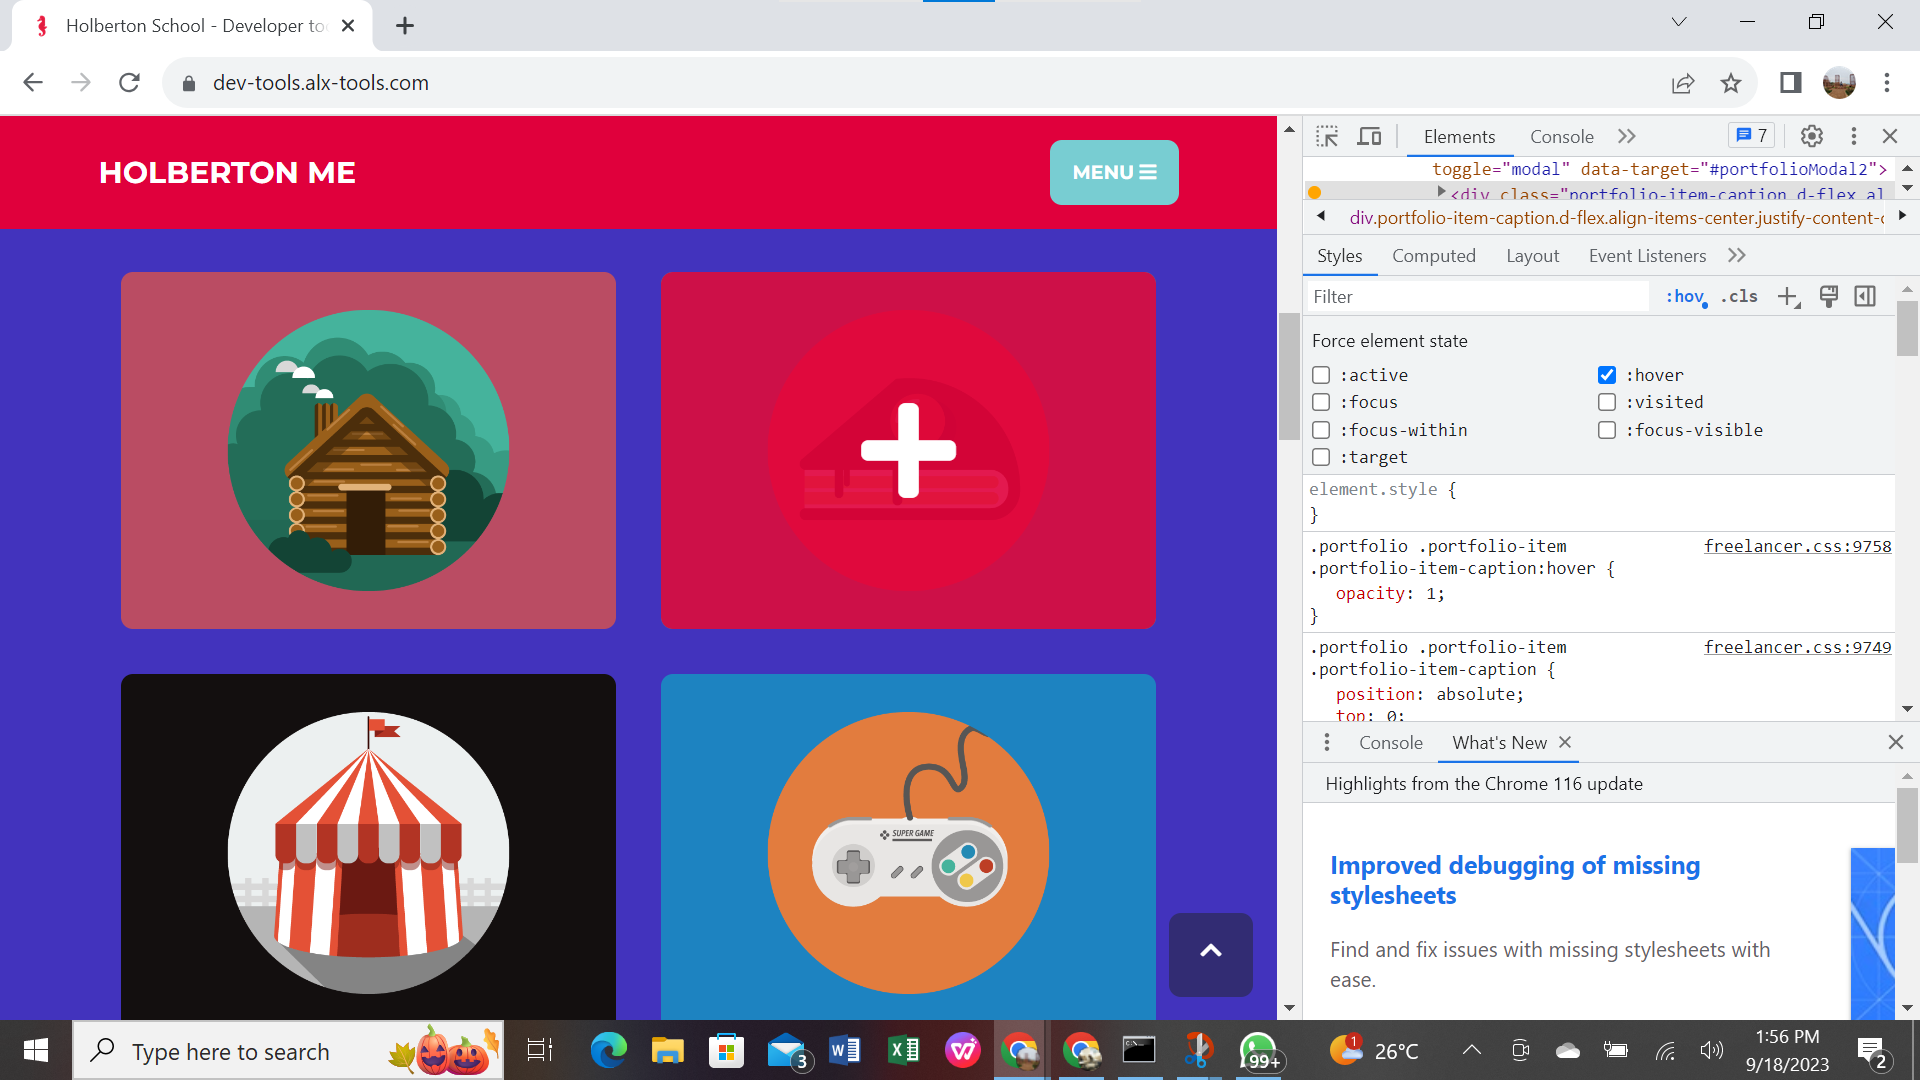 Holberton School - Developer to
dev-tools.alx-tools.com
HOLBERTON ME
MENU
SUPER GAME
Elements
Console
7
toggle="modal" data-target="#portfolioModal2">
<div class="portfolio-item-caption d-flex al
div.portfolio-item-caption.d-flex.align-items-center.justify-content-c
Styles
Computed
Layout
Event Listeners
Filter
:hov
.cls
Force element state
:active
:hover
:focus
:visited
:focus-within
:focus-visible
:target
element.style {
}
.portfolio .portfolio-item
freelancer.css:9758
.portfolio-item-caption:hover {
opacity: 1;
}
.portfolio .portfolio-item
freelancer.css:9749
.portfolio-item-caption {
position: absolute;
top: 0;
Console
What's New
Highlights from the Chrome 116 update
Improved debugging of missing
stylesheets
Find and fix issues with missing stylesheets with
ease.
Type here to search
3
99+
1
26°C
1:56 PM
9/18/2023
2